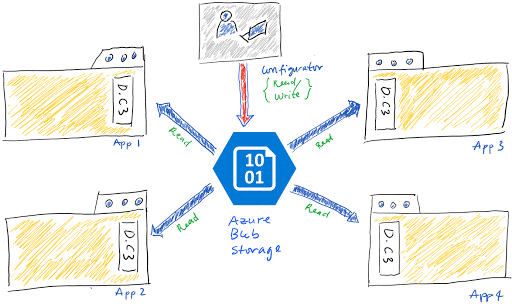 Configurator
{ Read/
Write }
D.C3
App 1
Read
D.C3
App 3
Read
10
01
D.C3
App 2
Read
Azure
Blob
Storage
D.C3
App 4
Read